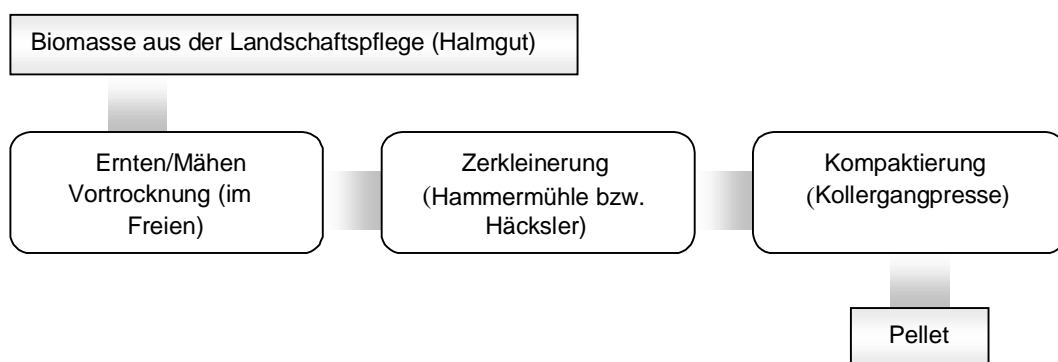 Biomasse aus der Landschaftspflege (Halmgut)
Ernten/Mähen
Vortrocknung (im
Freien)
Zerkleinerung
(Hammermühle bzw.
Häcksler)
Kompaktierung
(Kollergangpresse)
Pellet